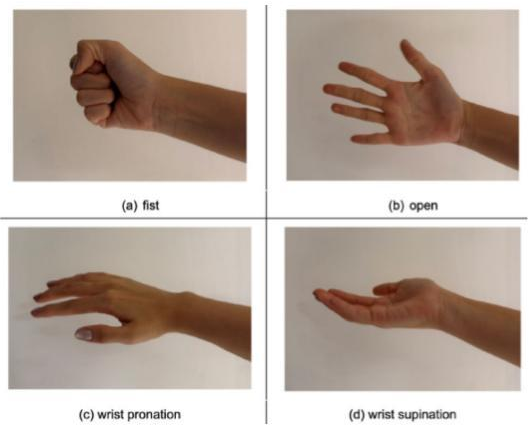 (a) fist
(b) open
(c) wrist pronation
(d) wrist supination